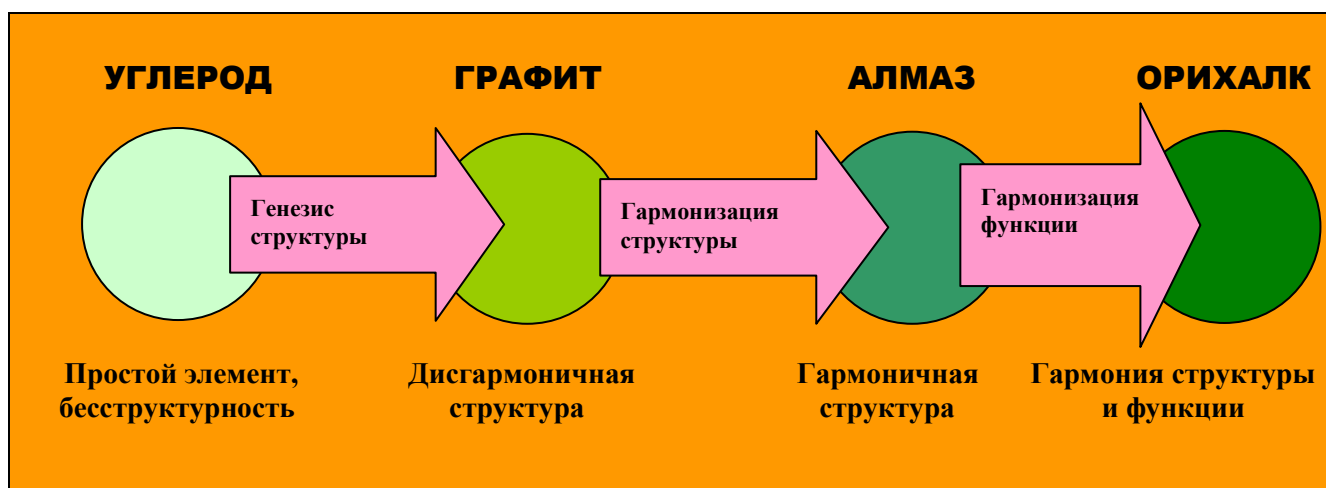 УГЛЕРОД
ГРАФИТ
АЛМАЗ
ОРИХАЛК
Генезис
структуры
Гармонизация
структуры
Гармонизация
функции
Простой элемент,
бесструктурность
Дисгармоничная
структура
Гармоничная
структура
Гармония структуры
и функции